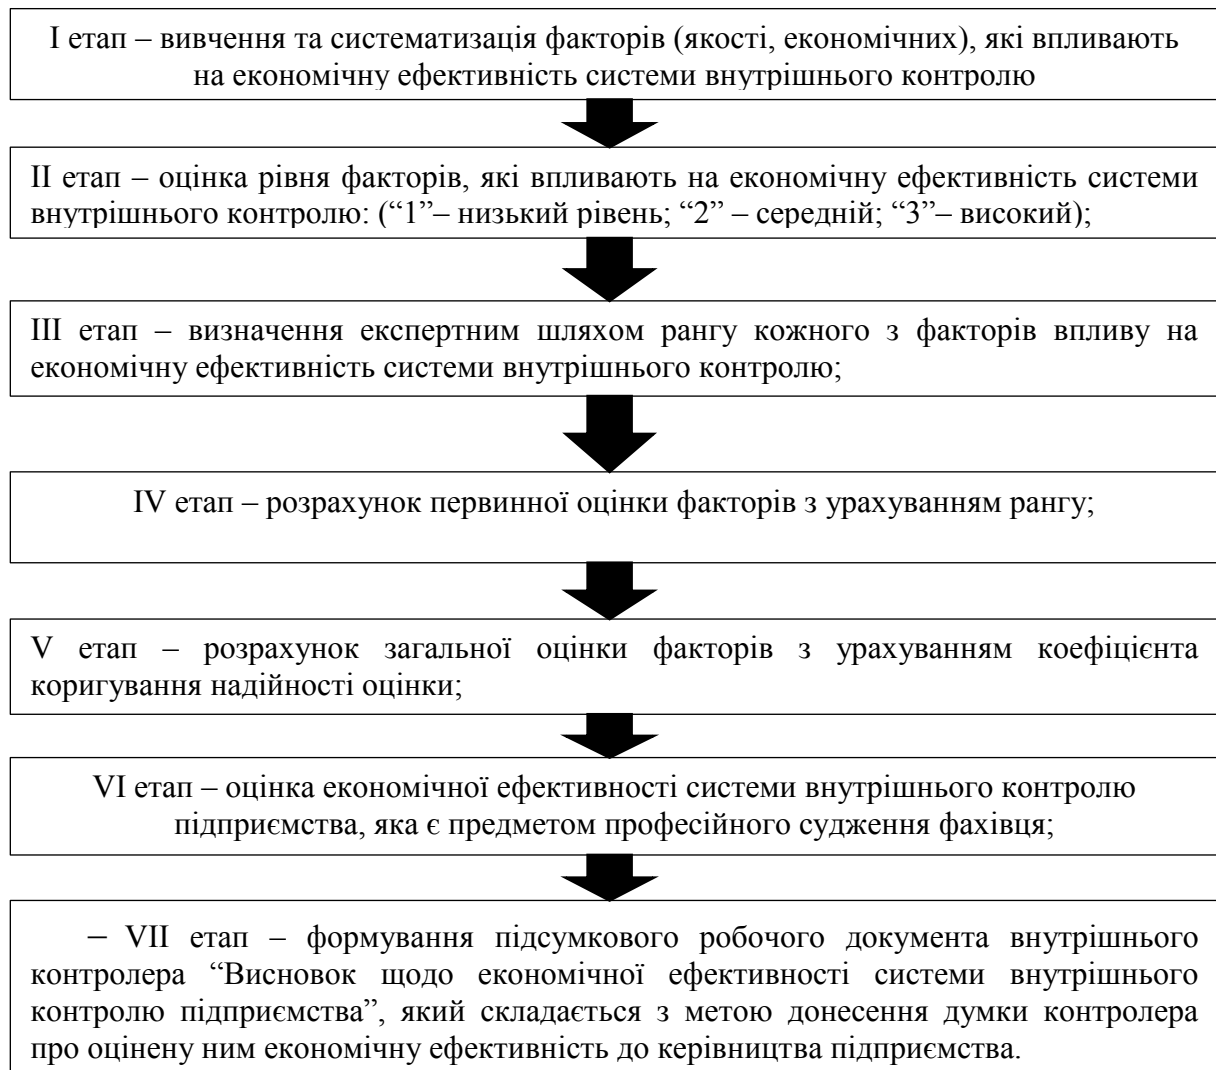 І етап – вивчення та систематизація факторів (якості, економічних), які впливають
на економічну ефективність системи внутрішнього контролю
ІІ етап – оцінка рівня факторів, які впливають на економічну ефективність системи
внутрішнього контролю: (“1”– низький рівень; “2” – середній; “3”– високий);
ІІІ етап – визначення експертним шляхом рангу кожного з факторів впливу на
економічну ефективність системи внутрішнього контролю;
IV етап – розрахунок первинної оцінки факторів з урахуванням рангу;
V етап – розрахунок загальної оцінки факторів з урахуванням коефіцієнта
коригування надійності оцінки;
VI етап – оцінка економічної ефективності системи внутрішнього контролю
підприємства, яка є предметом професійного судження фахівця;
– VII етап – формування підсумкового робочого документа внутрішнього
контролера “Висновок щодо економічної ефективності системи внутрішнього
контролю підприємства”, який складається з метою донесення думки контролера
про оцінену ним економічну ефективність до керівництва підприємства.